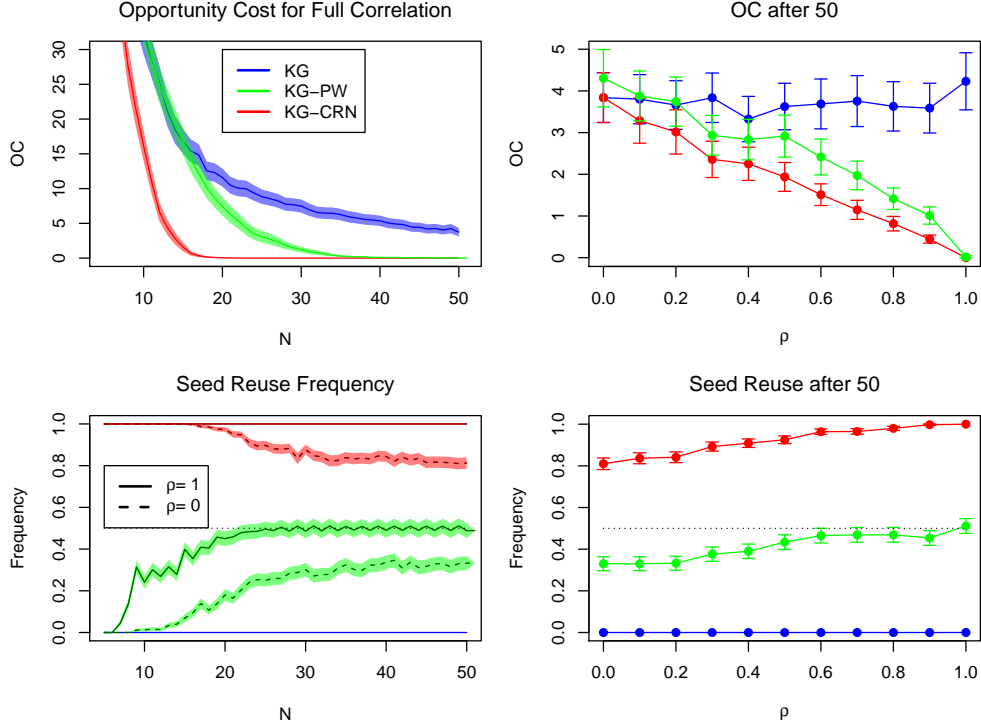 Opportunity Cost for Full Correlation
OC
30
25
20
15
10
5
0
KG
KG−PW
KG−CRN
10 20 30 40 50
N
OC after 50
OC
5
4
3
2
1
0
0.0 0.2 0.4 0.6 0.8 1.0
ρ
Seed Reuse Frequency
Frequency
1.0
0.8
0.6
0.4
0.2
0.0
ρ= 1
ρ= 0
10 20 30 40 50
N
Seed Reuse after 50
Frequency
1.0
0.8
0.6
0.4
0.2
0.0
0.0 0.2 0.4 0.6 0.8 1.0
ρ